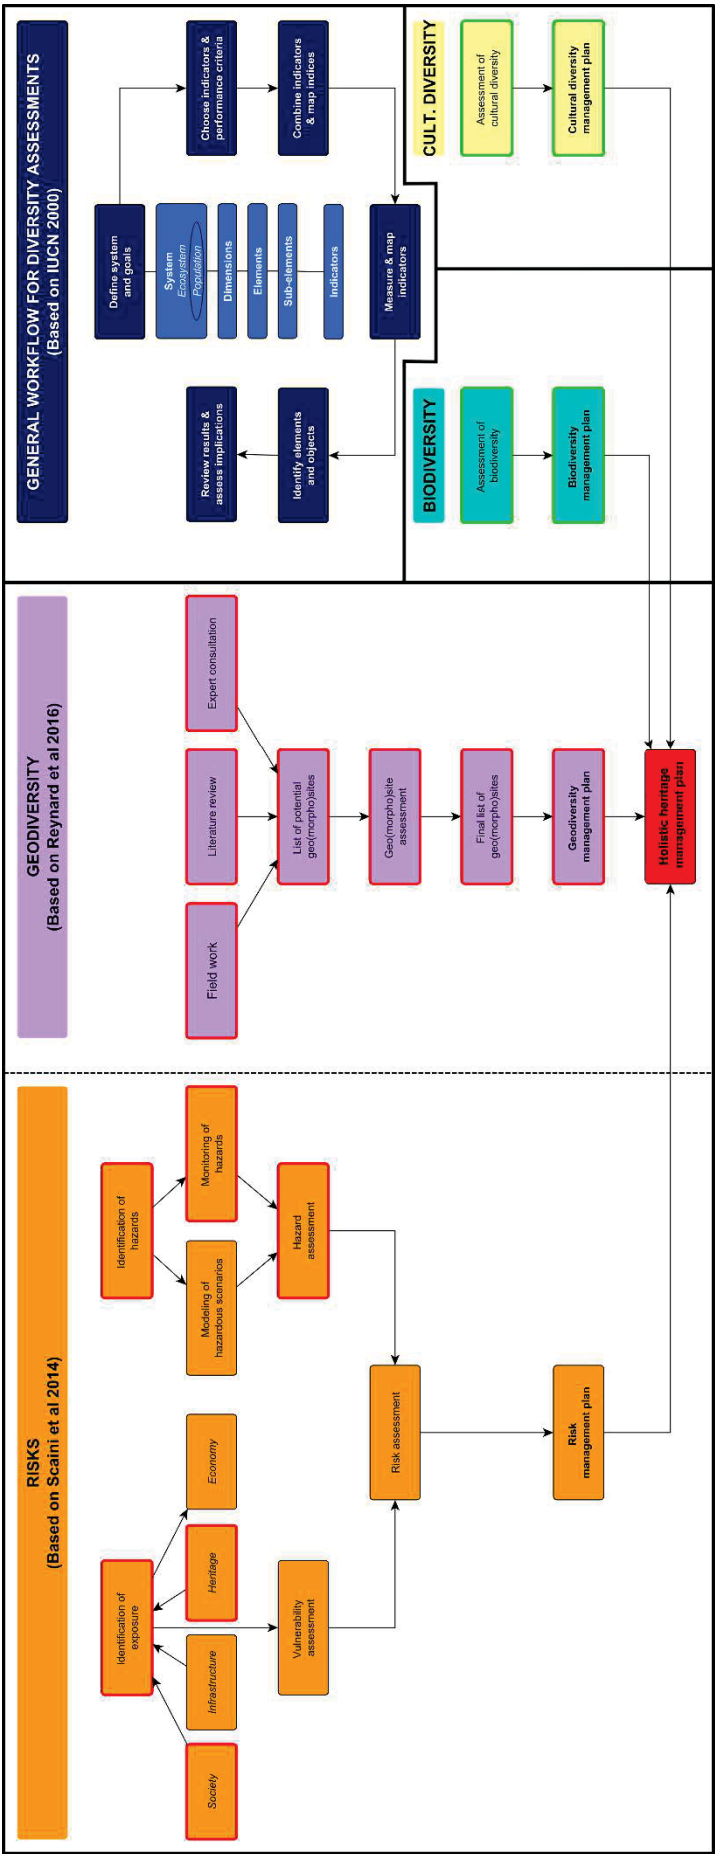 RISKS
(Based on Scaini et al 2014)
Identification of
exposure
Identification of
hazards
Society
Infrastructure
Heritage
Economy
Modeling of
hazardous scenarios
Monitoring of
hazards
Vulnerability
assessment
Hazard
assessment
Risk assessment
Risk
management plan
GEODIVERSITY
(Based on Reynard et al 2016)
Field work
Literature review
Expert consultation
List of potential
geo(morpho)sites
Geo(morpho)site
assessment
Final list of
geo(morpho)sites
Geodiversity
management plan
Holistic heritage
management plan
GENERAL WORKFLOW FOR DIVERSITY ASSESSMENTS
(Based on IUCN 2000)
Define system
and goals
Review results &
assess implications
System
Ecosystem
Population
Choose indicators &
performance criteria
Dimensions
Elements
Identify elements
and objects
Sub-elements
Combine indicators
& map indices
Indicators
Measure & map
indicators
BIODIVERSITY
Assessment of
biodiversity
Biodiversity
management plan
CULT. DIVERSITY
Assessment of
cultural diversity
Cultural diversity
management plan